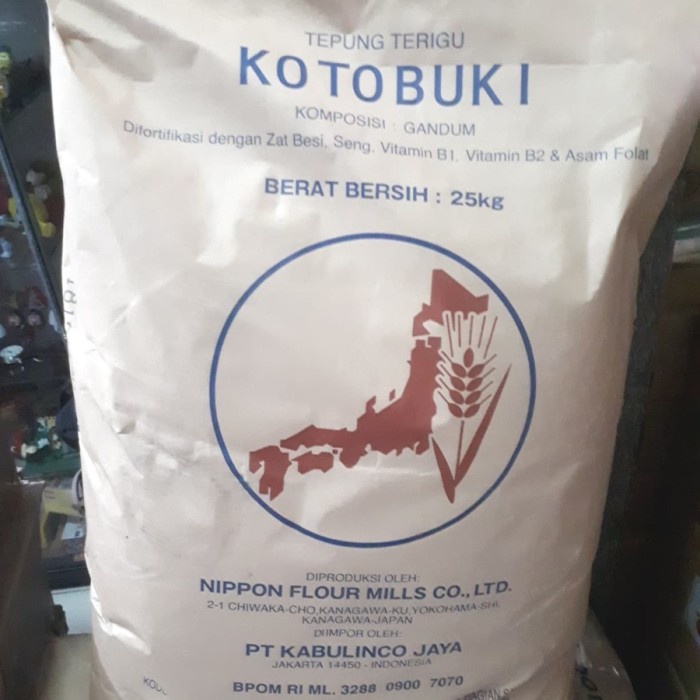 TEPUNG TERIGU
KOTOBUKI
KOMPOSISI : GANDUM
Difortifikasi dengan Zat Besi, Seng, Vitamin B1, Vitamin B2 & Asam Folat
BERAT BERSIH : 25kg
DIPRODUKSI OLEH:
NIPPON FLOUR MILLS CO., LTD.
2-1 CHIWAKA-CHO,KANAGAWA-KU,YOKOHAMA-SHI,
KANAGAWA-JAPAN
DIIMPOR OLEH:
PT KABULINCO JAYA
JAKARTA 14450 - INDONESIA
BPOM RI ML. 3288 0900 7070